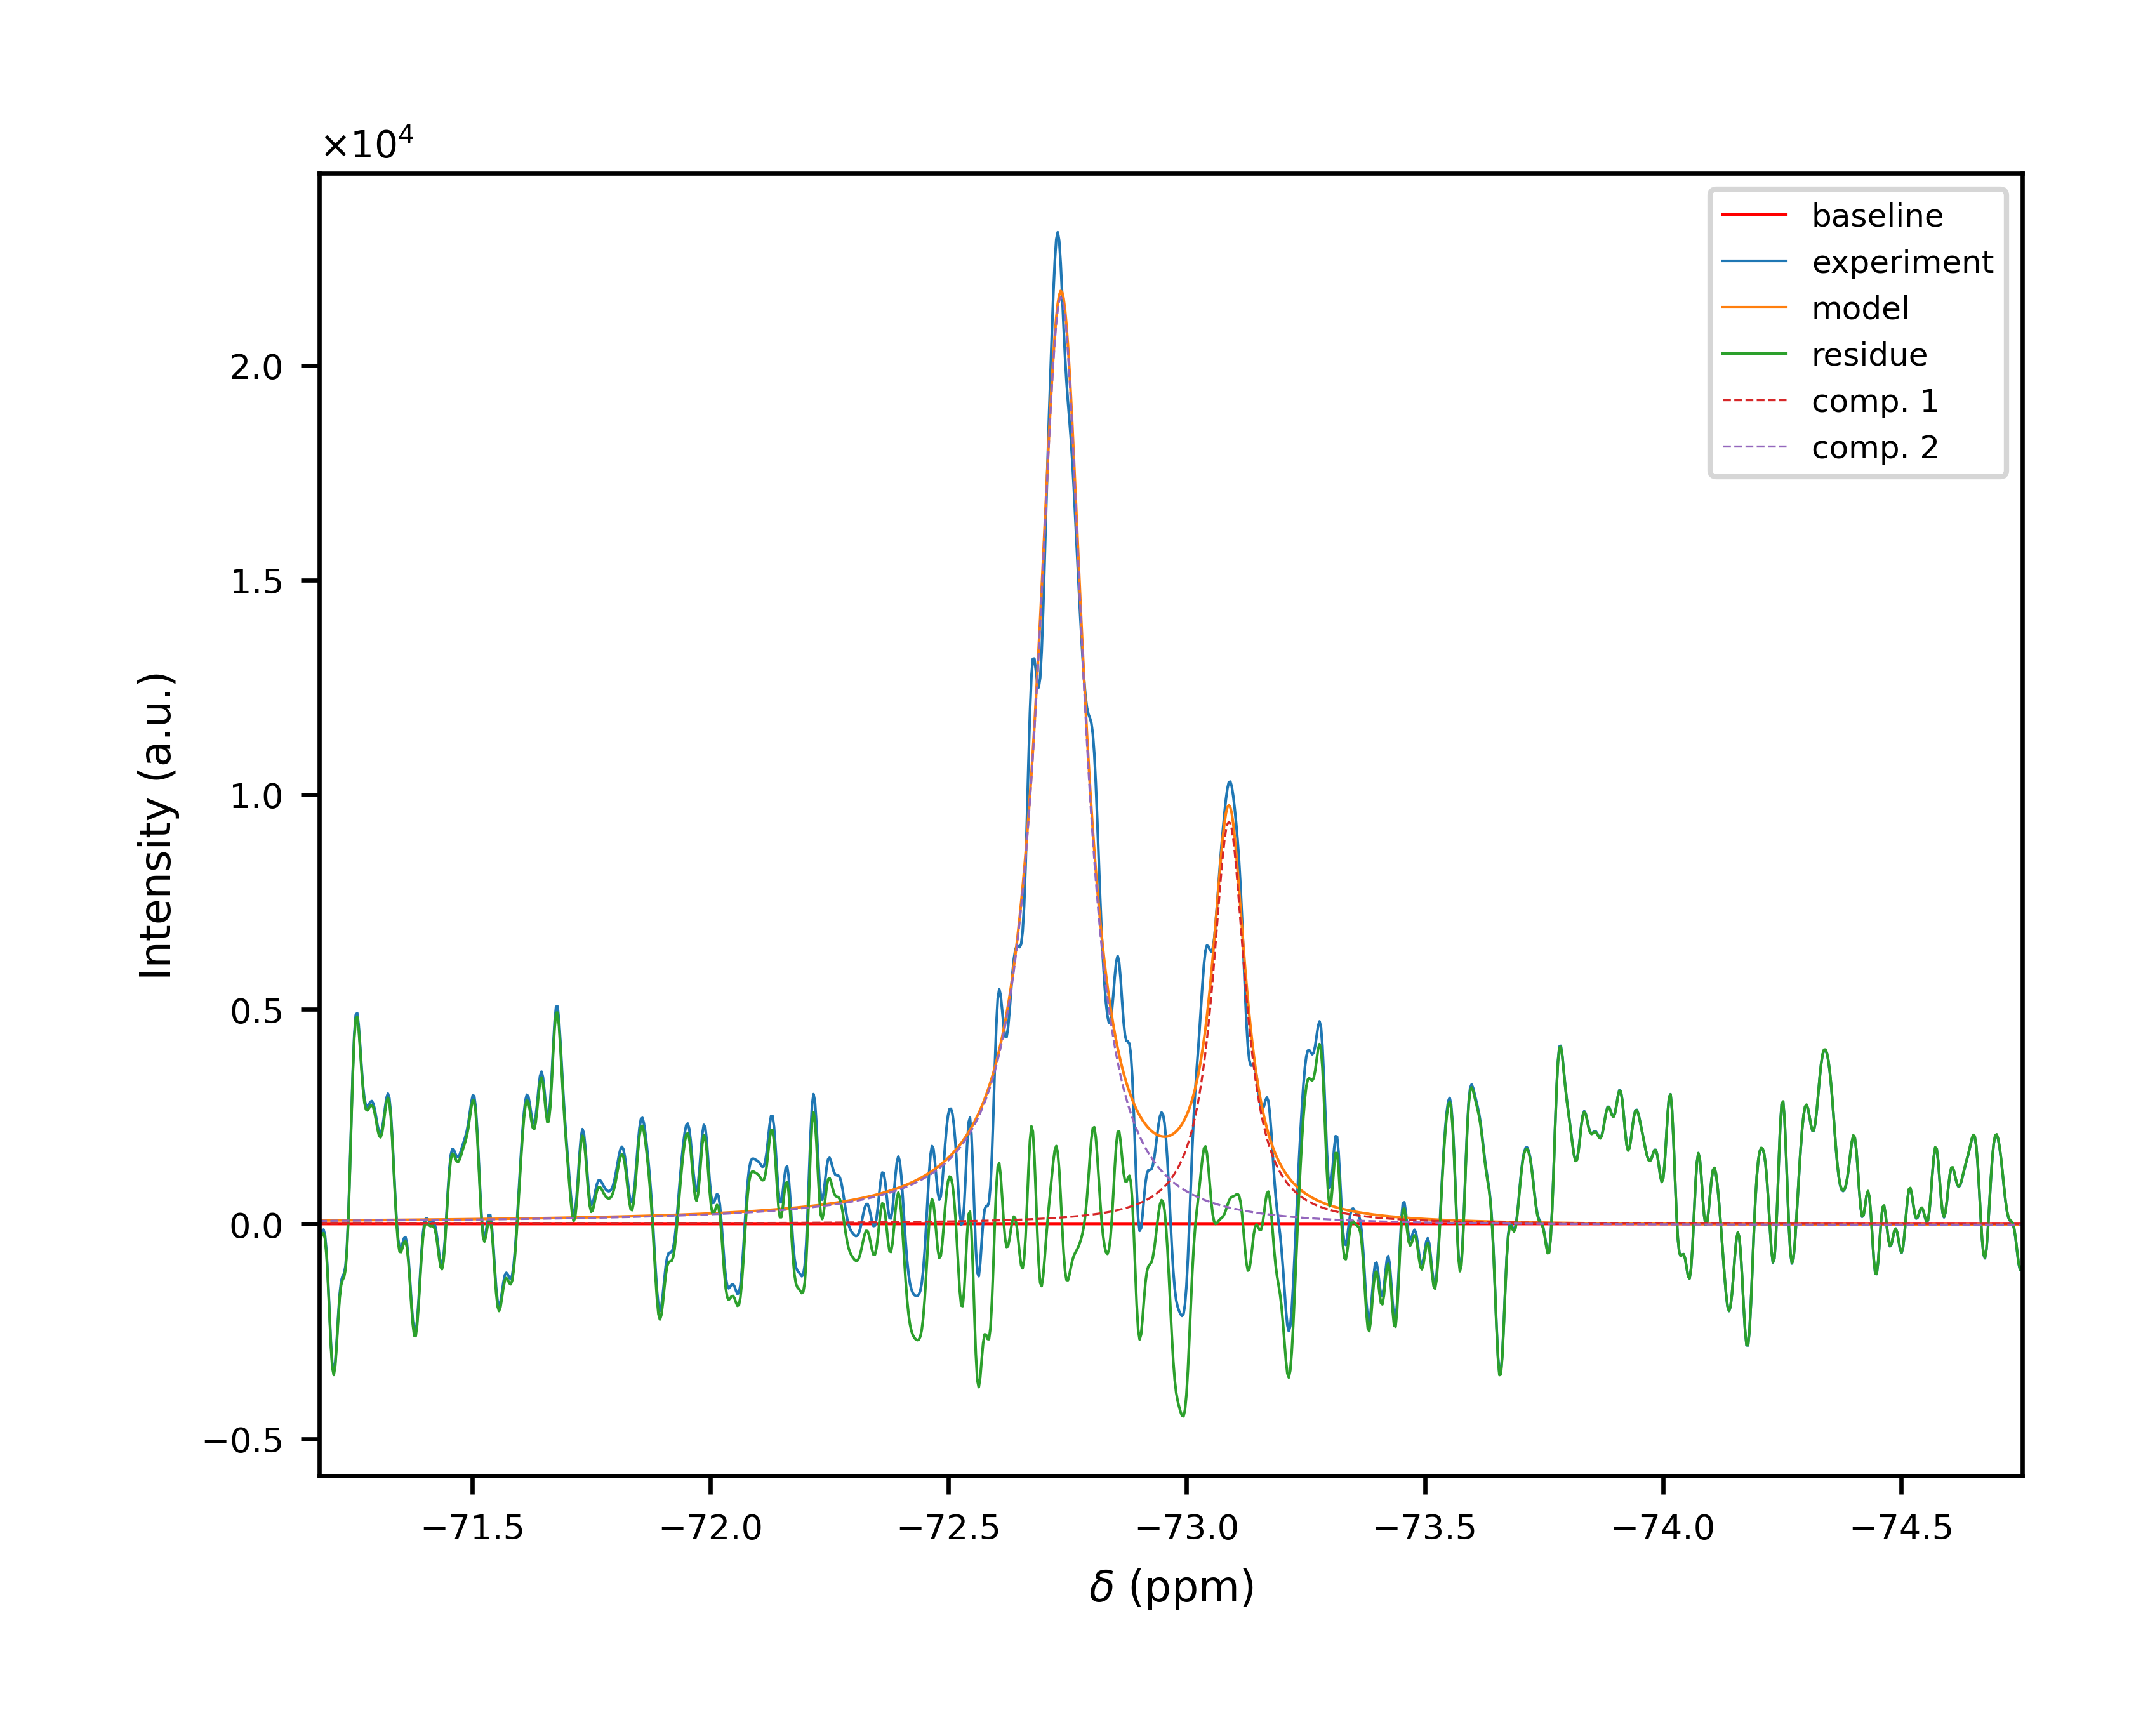 ×10⁴
baseline
experiment
model
residue
comp. 1
comp. 2
Intensity (a.u.)
2.0
1.5
1.0
0.5
0.0
−0.5
−71.5 −72.0 −72.5 −73.0 −73.5 −74.0 −74.5
δ (ppm)